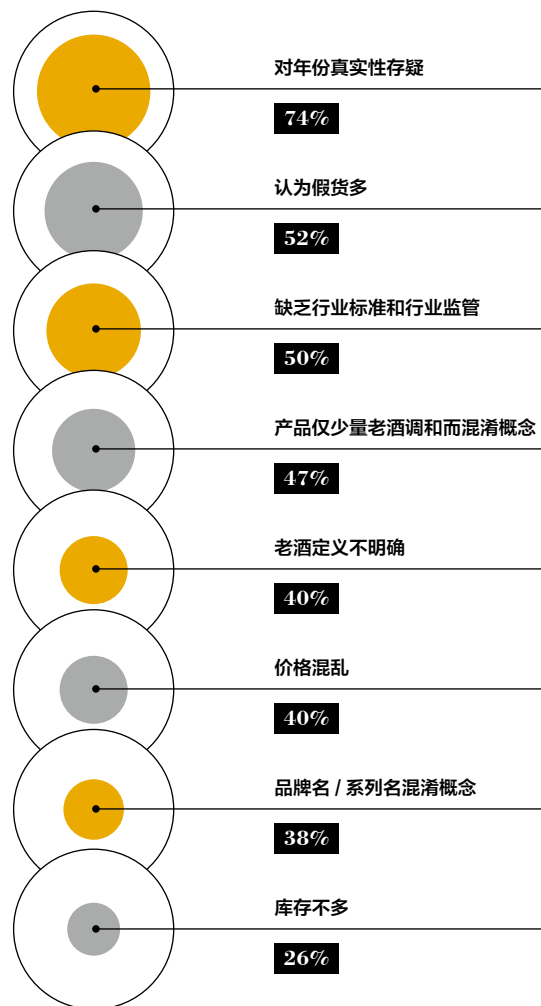 对年份真实性存疑
74%
认为假货多
52%
缺乏行业标准和行业监管
50%
产品仅少量老酒调和而混淆概念
47%
老酒定义不明确
40%
价格混乱
40%
品牌名 / 系列名混淆概念
38%
库存不多
26%